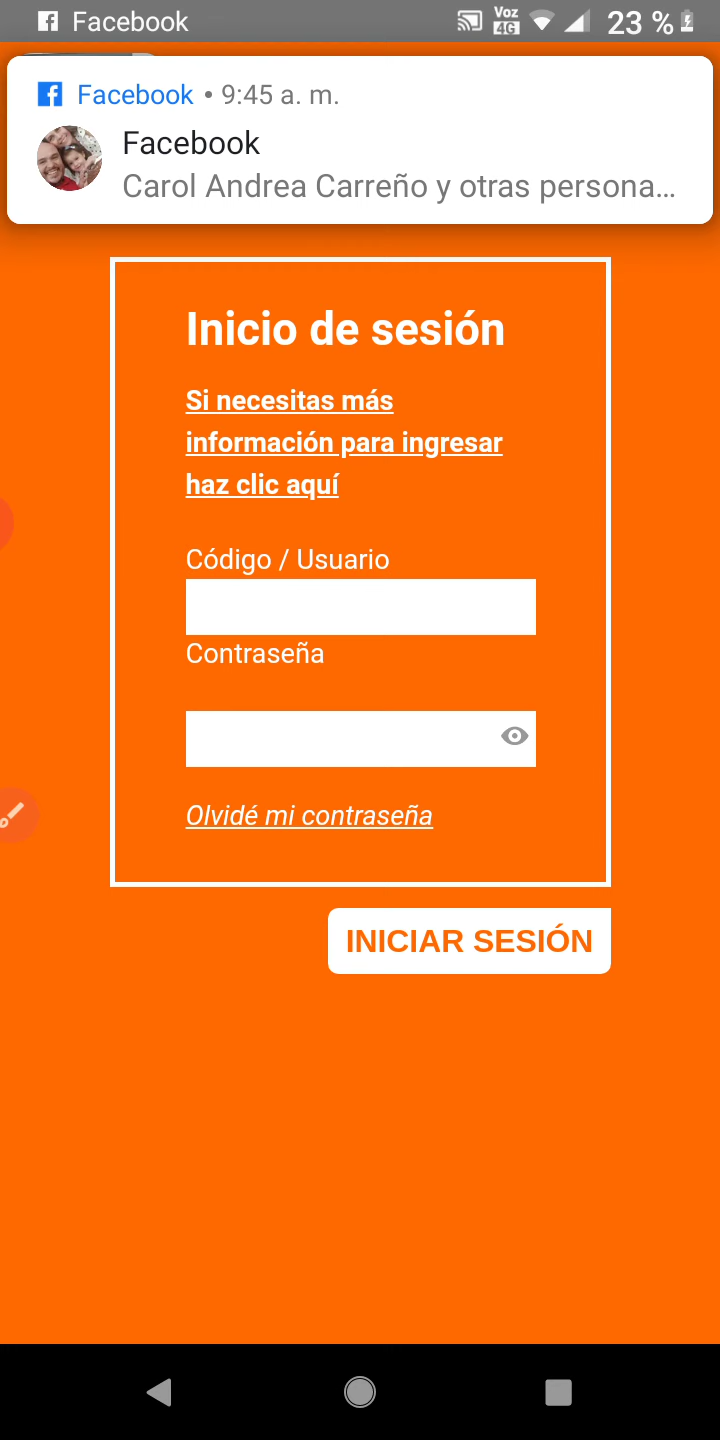 Facebook
Voz
4G
23 %
Facebook • 9:45 a. m.
Facebook
Carol Andrea Carreño y otras persona...
Inicio de sesión
Si necesitas más
información para ingresar
haz clic aquí
Código / Usuario
Contraseña
Olvidé mi contraseña
INICIAR SESIÓN